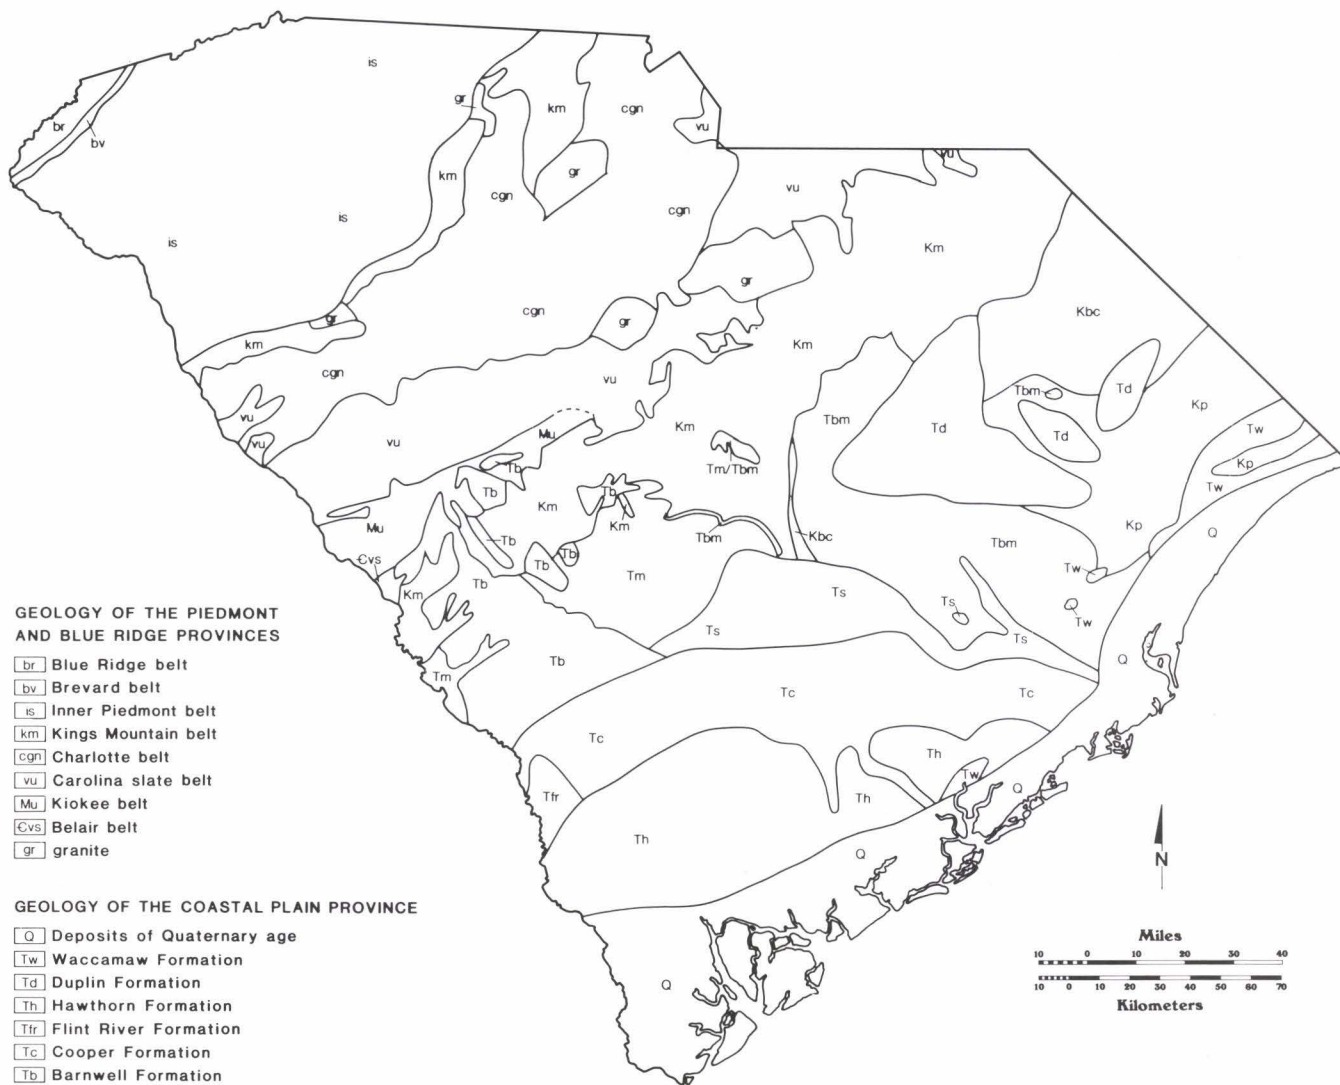 is
gr
km
cgn
br
bv
vu
vu
km
gr
vu
cgn
cgn
is
is
Km
gr
Kbc
cgn
gr
gr
km
Km
cgn
vu
Td
Tbm
Kp
vu
Tbm
Td
Tw
vu
vu
Mu
Km
Td
Kp
Tb
Tm/Tbm
Tw
Tb
Km
Tb
Mu
Km
Kp
Q
Tbm
Kbc
Tbm
Tb
Єvs
Tb
Tb
Tw
Km
Tb
Tm
Ts
Ts
Tw
Ts
Ts
Tb
Q
Tm
Tc
Tc
Tc
Th
Tw
Q
Tfr
Th
Th
Q
Q
GEOLOGY OF THE PIEDMONT
AND BLUE RIDGE PROVINCES
br Blue Ridge belt
bv Brevard belt
is Inner Piedmont belt
km Kings Mountain belt
cgn Charlotte belt
vu Carolina slate belt
Mu Kiokee belt
Єvs Belair belt
gr granite
GEOLOGY OF THE COASTAL PLAIN PROVINCE
Q Deposits of Quaternary age
Tw Waccamaw Formation
Td Duplin Formation
Th Hawthorn Formation
Tfr Flint River Formation
Tc Cooper Formation
Tb Barnwell Formation
N
Miles
10 0 10 20 30 40
10 0 10 20 30 40 50 60 70
Kilometers